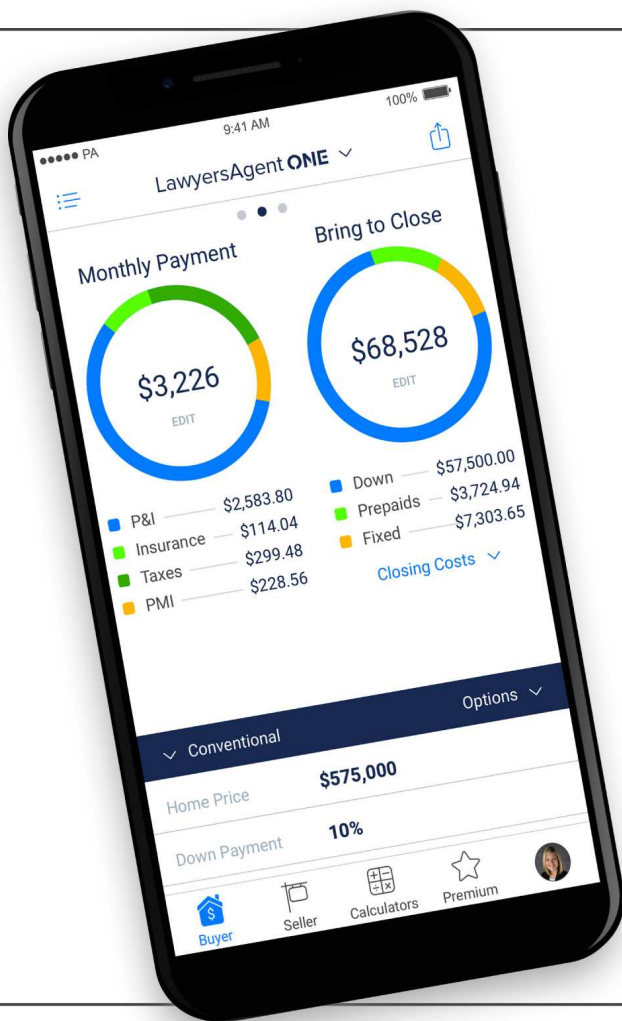 PA 9:41 AM 100%
LawyersAgent ONE
Monthly Payment
$3,226
EDIT
P&I $2,583.80
Insurance $114.04
Taxes $299.48
PMI $228.56
Bring to Close
$68,528
EDIT
Down $57,500.00
Prepaids $3,724.94
Fixed $7,303.65
Closing Costs
Conventional Options
Home Price $575,000
Down Payment 10%
$
Buyer Seller Calculators Premium